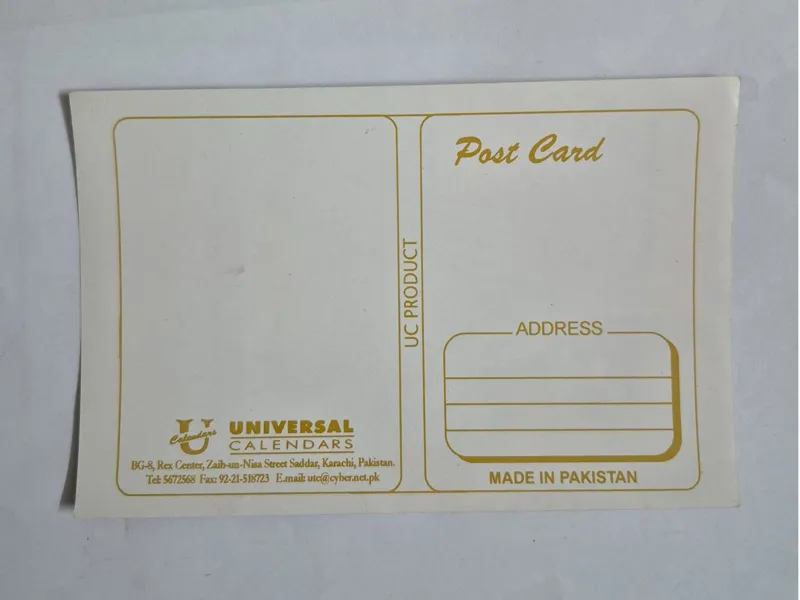 Post Card
UC PRODUCT
ADDRESS
U
Calendars
UNIVERSAL
CALENDARS
BG-8, Rex Center, Zaib-un-Nisa Street Saddar, Karachi, Pakistan.
Tel: 5672568 Fax: 92-21-518723 E.mail: utc@cyber.net.pk
MADE IN PAKISTAN